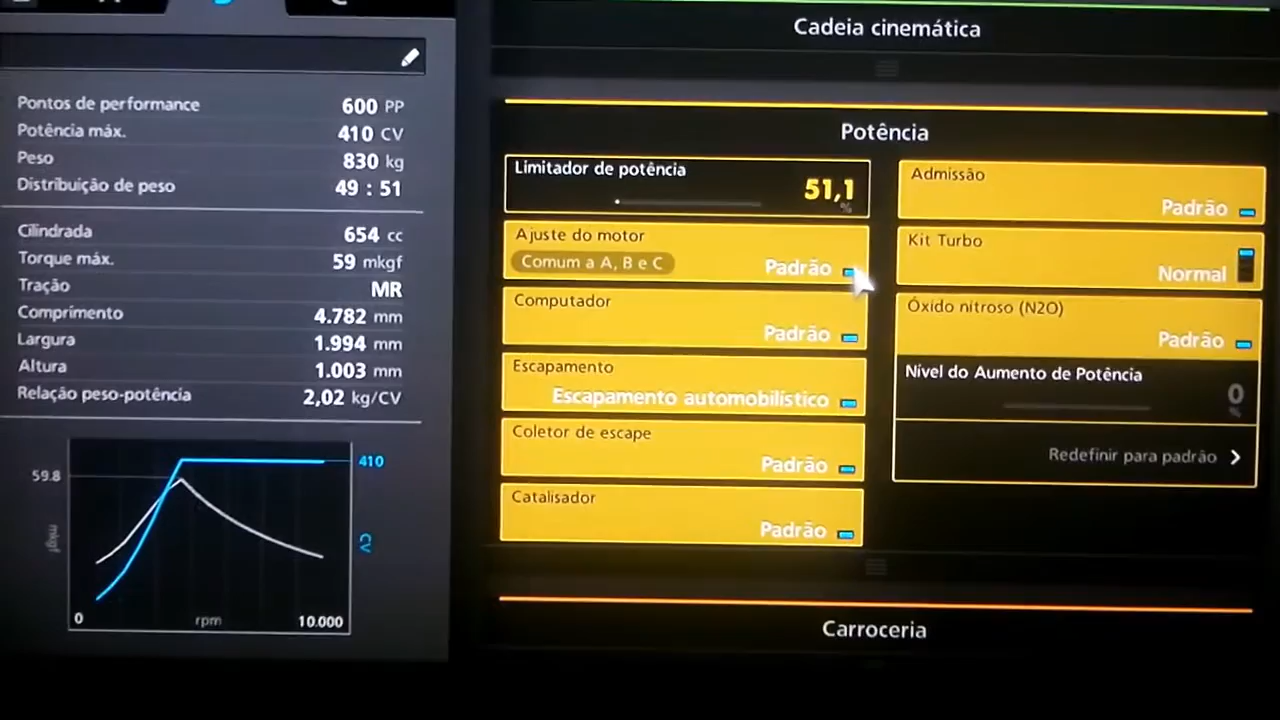 Cadeia cinemática
Pontos de performance 600 PP
Potência máx. 410 CV
Peso 830 kg
Distribuição de peso 49 : 51
Cilindrada 654 cc
Torque máx. 59 mkgf
Tração MR
Comprimento 4.782 mm
Largura 1.994 mm
Altura 1.003 mm
Relação peso-potência 2,02 kg/CV
59.8
410
mkgf
CV
0
rpm
10.000
Potência
Limitador de potência
51,1
%
Ajuste do motor
Comum a A, B e C
Padrão
Computador
Padrão
Escapamento
Escapamento automobilístico
Coletor de escape
Padrão
Catalisador
Padrão
Admissão
Padrão
Kit Turbo
Normal
Óxido nitroso (N2O)
Padrão
Nível do Aumento de Potência
0
%
Redefinir para padrão
Carroceria